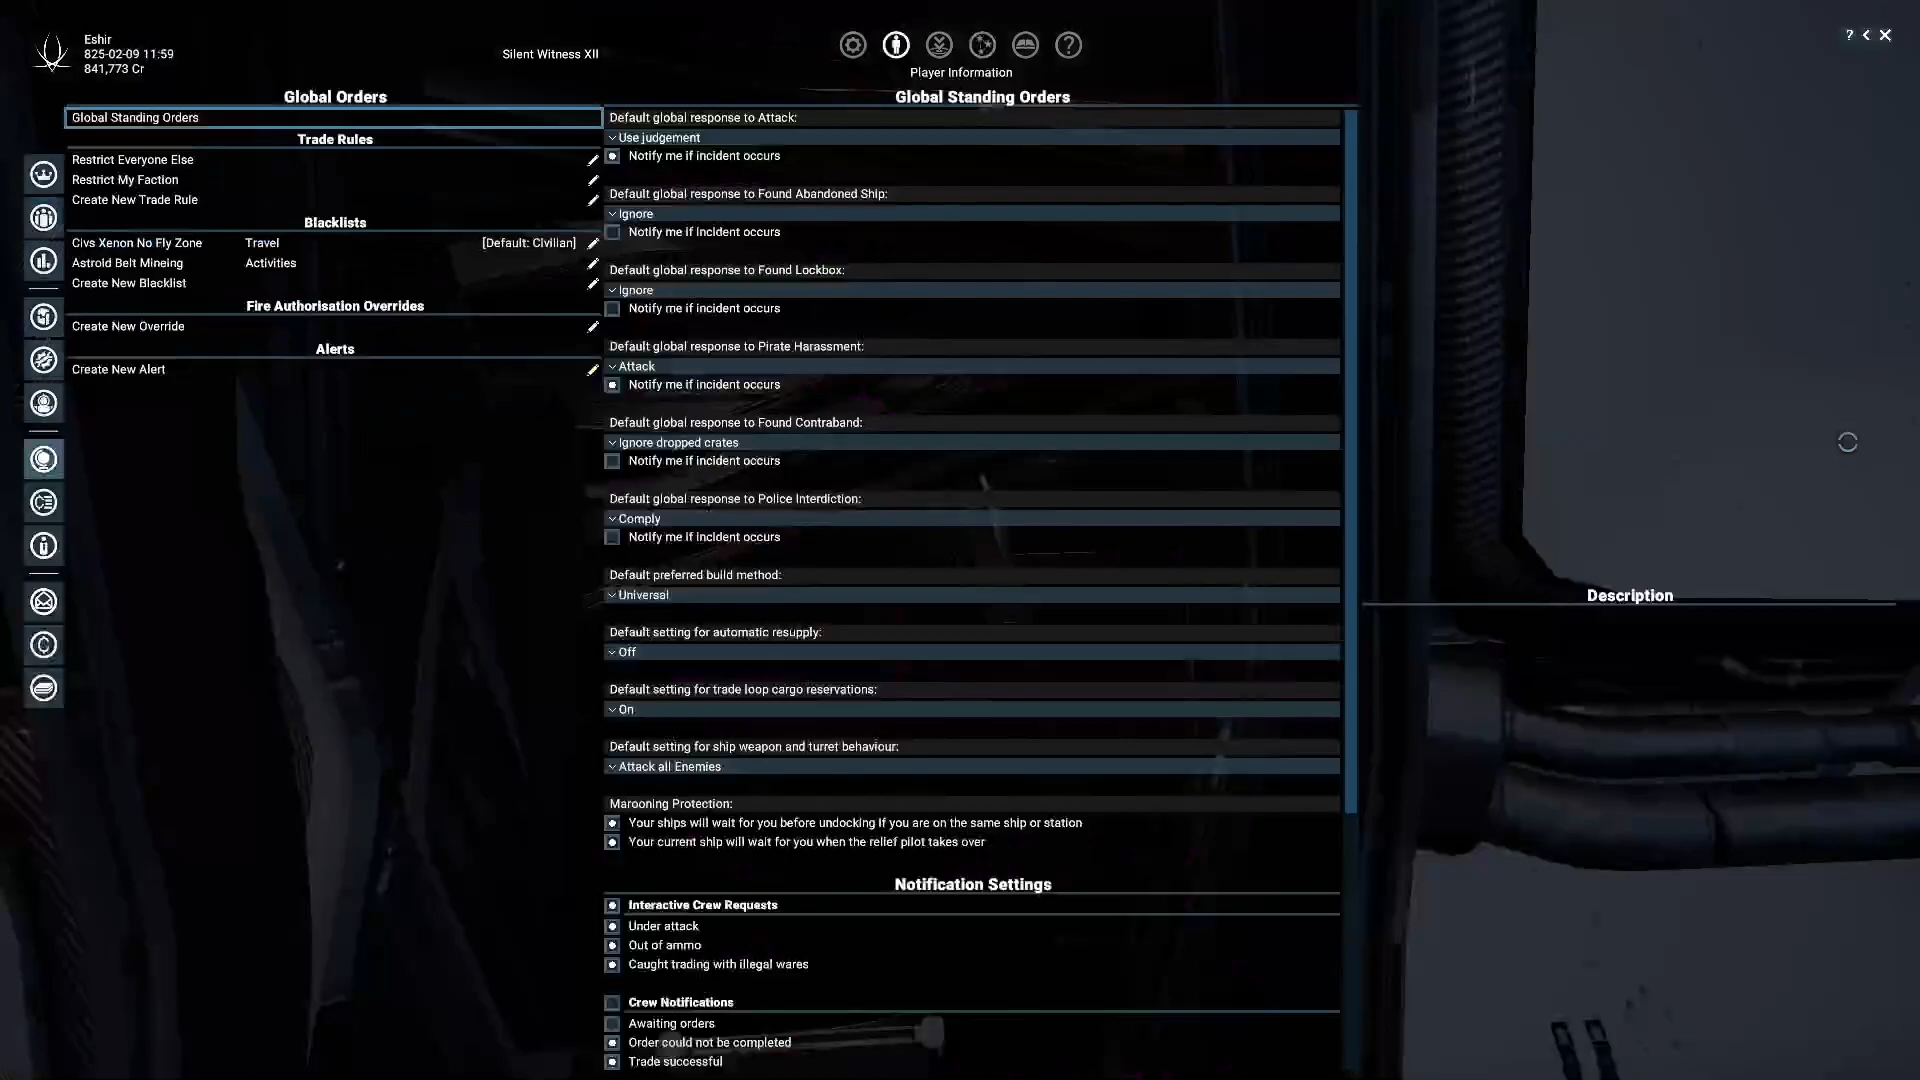 Eshir
825-02-09 11:59
841,773 Cr
Silent Witness XII
?
? < X
Player Information
Global Orders
Global Standing Orders
Trade Rules
Restrict Everyone Else
Restrict My Faction
Create New Trade Rule
Blacklists
Civs Xenon No Fly Zone Travel [Default: Civilian]
Astroid Belt Mineing Activities
Create New Blacklist
Fire Authorisation Overrides
Create New Override
Alerts
Create New Alert
Global Standing Orders
Default global response to Attack:
Use judgement
Notify me if incident occurs
Default global response to Found Abandoned Ship:
Ignore
Notify me if incident occurs
Default global response to Found Lockbox:
Ignore
Notify me if incident occurs
Default global response to Pirate Harassment:
Attack
Notify me if incident occurs
Default global response to Found Contraband:
Ignore dropped crates
Notify me if incident occurs
Default global response to Police Interdiction:
Comply
Notify me if incident occurs
Default preferred build method:
Universal
Default setting for automatic resupply:
Off
Default setting for trade loop cargo reservations:
On
Default setting for ship weapon and turret behaviour:
Attack all Enemies
Marooning Protection:
Your ships will wait for you before undocking if you are on the same ship or station
Your current ship will wait for you when the relief pilot takes over
Notification Settings
Interactive Crew Requests
Under attack
Out of ammo
Caught trading with illegal wares
Crew Notifications
Awaiting orders
Order could not be completed
Trade successful
Description